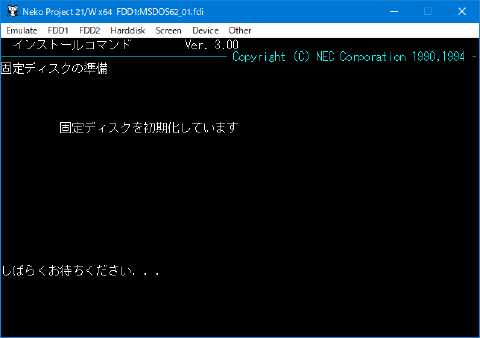 Neko Project 21/W x64 FDD1:MSDOS62_01.fdi
Emulate FDD1 FDD2 Harddisk Screen Device Other
インストールコマンド Ver. 3.00
Copyright (C) NEC Corporation 1990,1994
固定ディスクの準備
固定ディスクを初期化しています
しばらくお待ちください...